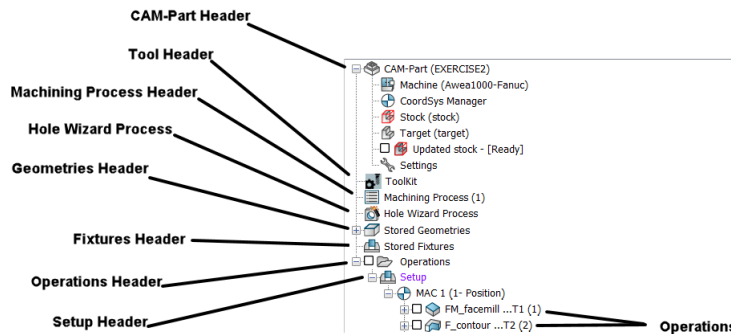 CAM-Part Header
Tool Header
Machining Process Header
Hole Wizard Process
Geometries Header
Fixtures Header
Operations Header
Setup Header
CAM-Part (EXERCISE2)
Machine (Awea1000-Fanuc)
CoordSys Manager
Stock (stock)
Target (target)
Updated stock - [Ready]
Settings
ToolKit
Machining Process (1)
Hole Wizard Process
Stored Geometries
Stored Fixtures
Operations
Setup
MAC 1 (1- Position)
FM_facemill ...T1 (1)
F_contour ...T2 (2)
Operations